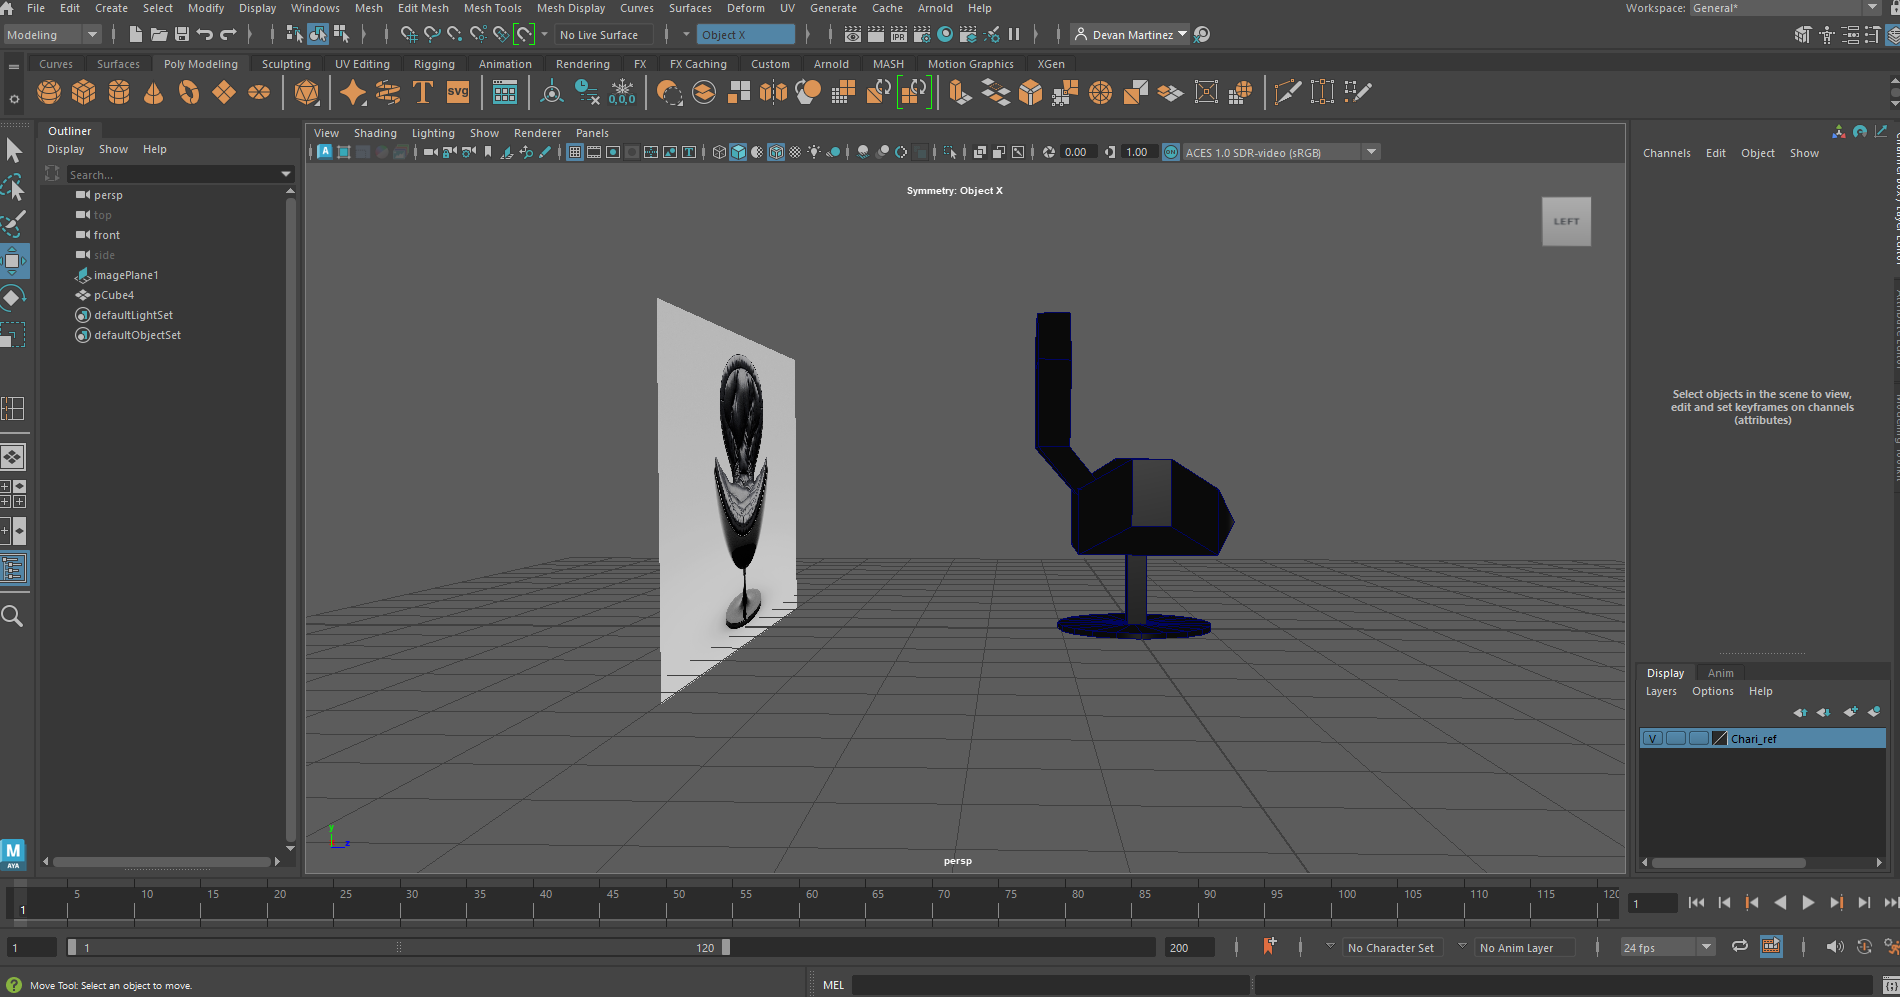 File Edit Create Select Modify Display Windows Mesh Edit Mesh Mesh Tools Mesh Display Curves Surfaces Deform UV Generate Cache Arnold Help Workspace: General*
Modeling No Live Surface Object X Devan Martinez
Curves Surfaces Poly Modeling Sculpting UV Editing Rigging Animation Rendering FX FX Caching Custom Arnold MASH Motion Graphics XGen
T SVG 0,0,0
Outliner
Display Show Help
Search...
persp
top
front
side
imagePlane1
pCube4
defaultLightSet
defaultObjectSet
View Shading Lighting Show Renderer Panels
0.00 1.00 ON ACES 1.0 SDR-video (sRGB)
Symmetry: Object X
LEFT
y
z
persp
Channels Edit Object Show
Select objects in the scene to view,
edit and set keyframes on channels
(attributes)
Display Anim
Layers Options Help
V Chari_ref
M
AYA
5 10 15 20 25 30 35 40 45 50 55 60 65 70 75 80 85 90 95 100 105 110 115 120
1 1
1 1 120 200 No Character Set No Anim Layer 24 fps
Move Tool: Select an object to move. MEL